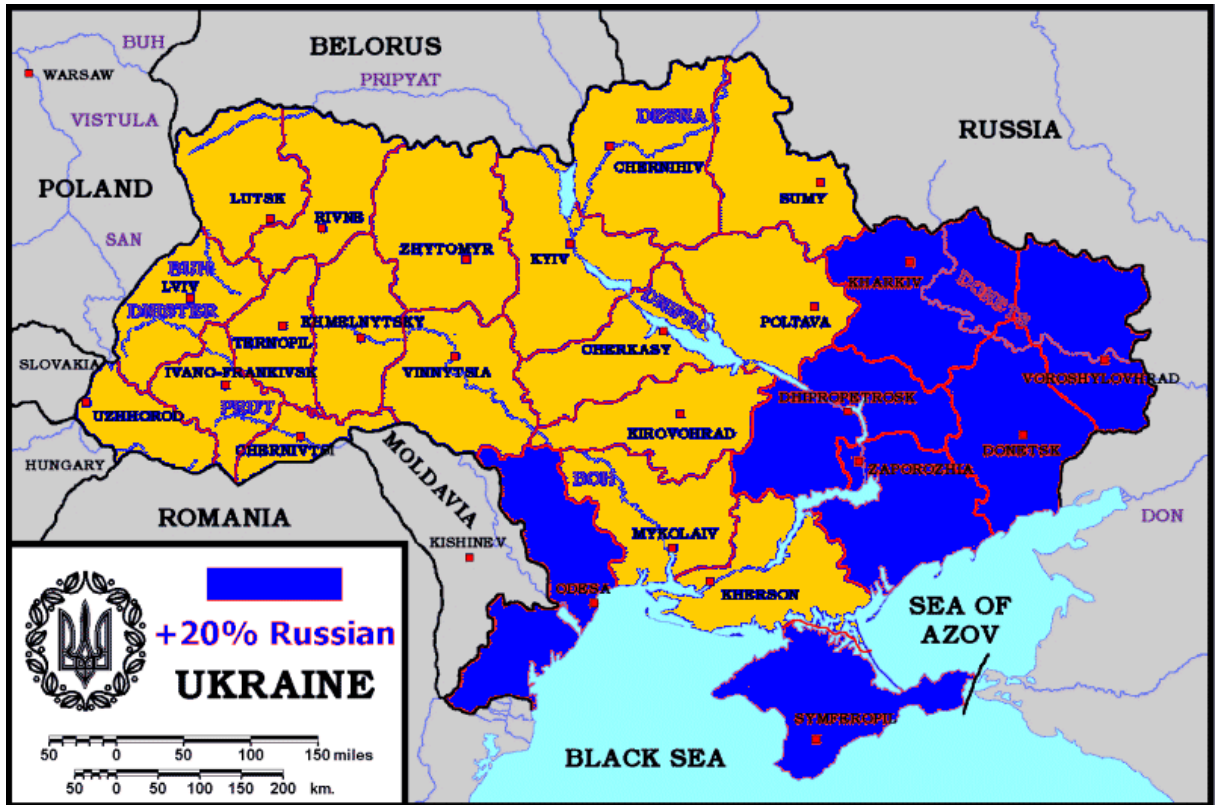 BUH
BELORUS
WARSAW
PRIPYAT
VISTULA
DESNA
RUSSIA
CHERNIHIV
POLAND
LUTSK
SUMY
RIVNE
SAN
ZHYTOMYR
KYIV
BUH
LVIV
KHARKIV
DONETS
DNISTER
DNIPRO
KHMELNYTSKY
POLTAVA
TERNOPIL
CHERKASY
SLOVAKIA
IVANO-FRANKIVSK
VINNYTSIA
VOROSHYLOVHRAD
DNIPROPETROSK
UZHHOROD
PRUT
KIROVOHRAD
CHERNIVTSI
DONETSK
HUNGARY
MOLDAVIA
ZAPOROZHIA
BOH
ROMANIA
DON
MYKOLAIV
KISHINEV
ODESA
KHERSON
SEA OF
AZOV
+20% Russian
UKRAINE
SYMFEROPIL
BLACK SEA
50 0 50 100 150 miles
50 0 50 100 150 200 km.